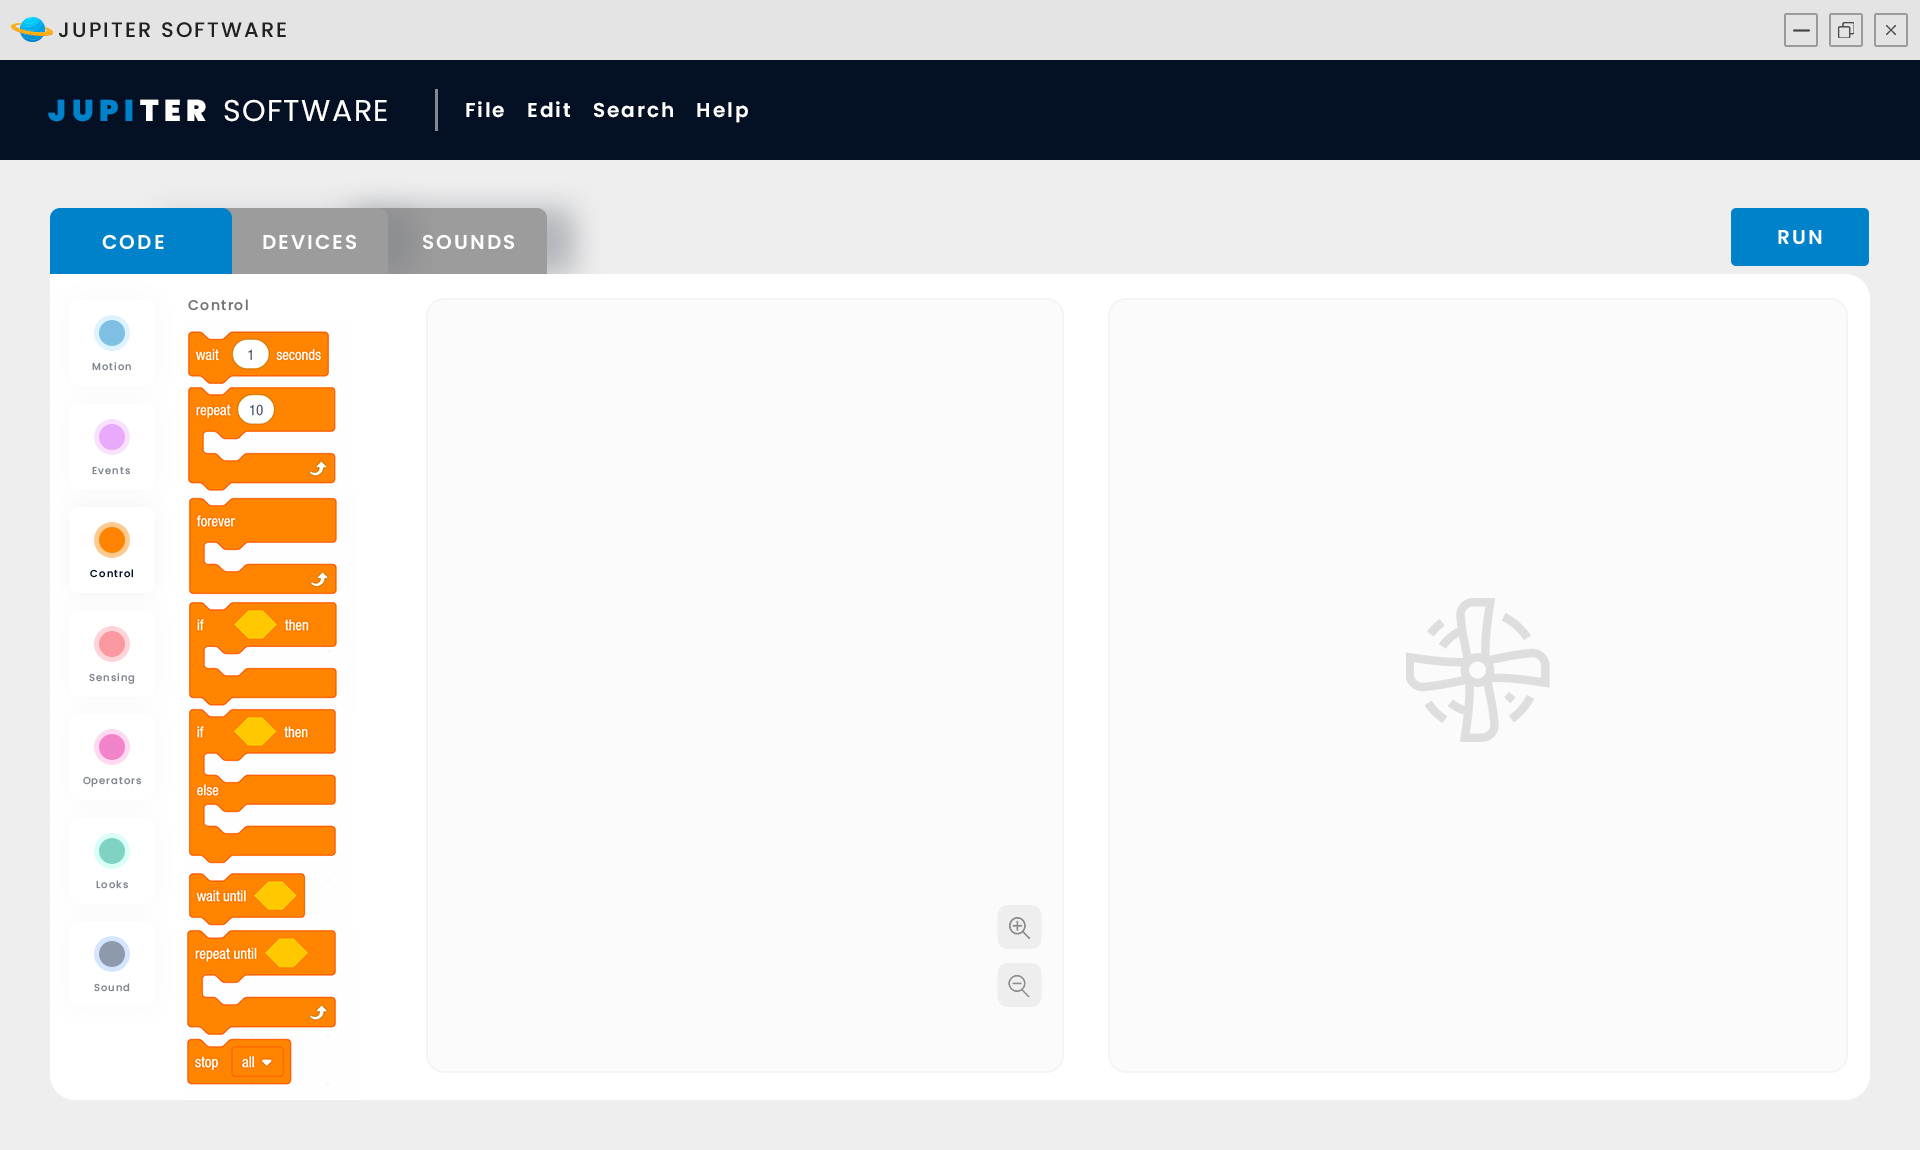 JUPITER SOFTWARE
JUPITER SOFTWARE
File Edit Search Help
CODE DEVICES SOUNDS
RUN
Motion
Events
Control
Sensing
Operators
Looks
Sound
Control
wait 1 seconds
repeat 10
forever
if then
if then
else
wait until
repeat until
stop all